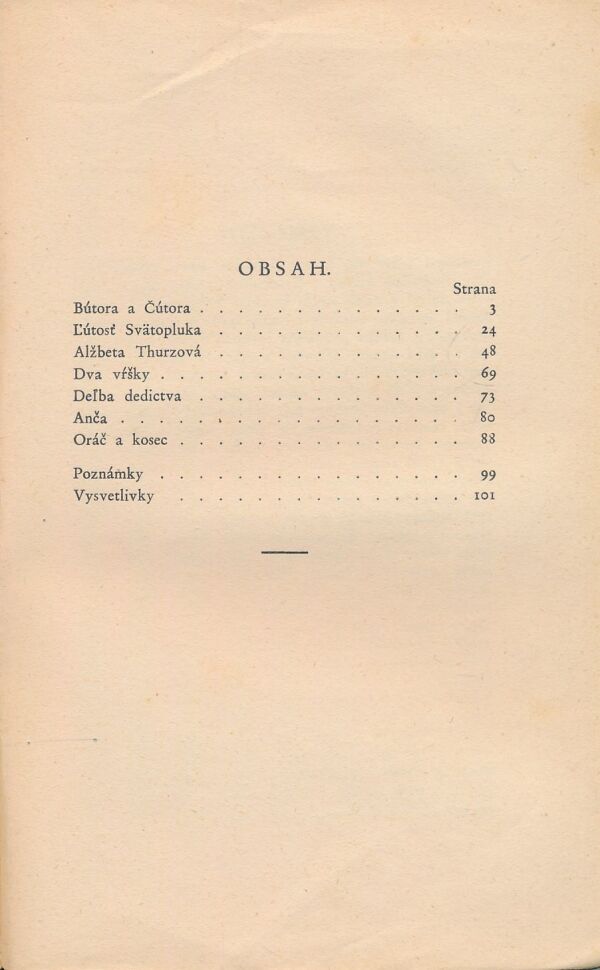 OBSAH.
Strana
Bútora a Čútora . . . . . . . . . . . . . . 3
Ľútosť Svätopluka . . . . . . . . . . . . . 24
Alžbeta Thurzová . . . . . . . . . . . . . 48
Dva vŕšky . . . . . . . . . . . . . . . . 69
Deľba dedictva . . . . . . . . . . . . . . 73
Anča . . . . . . . . . . . . . . . . . . 80
Oráč a kosec . . . . . . . . . . . . . . . 88
Poznámky . . . . . . . . . . . . . . . . 99
Vysvetlivky . . . . . . . . . . . . . . . 101